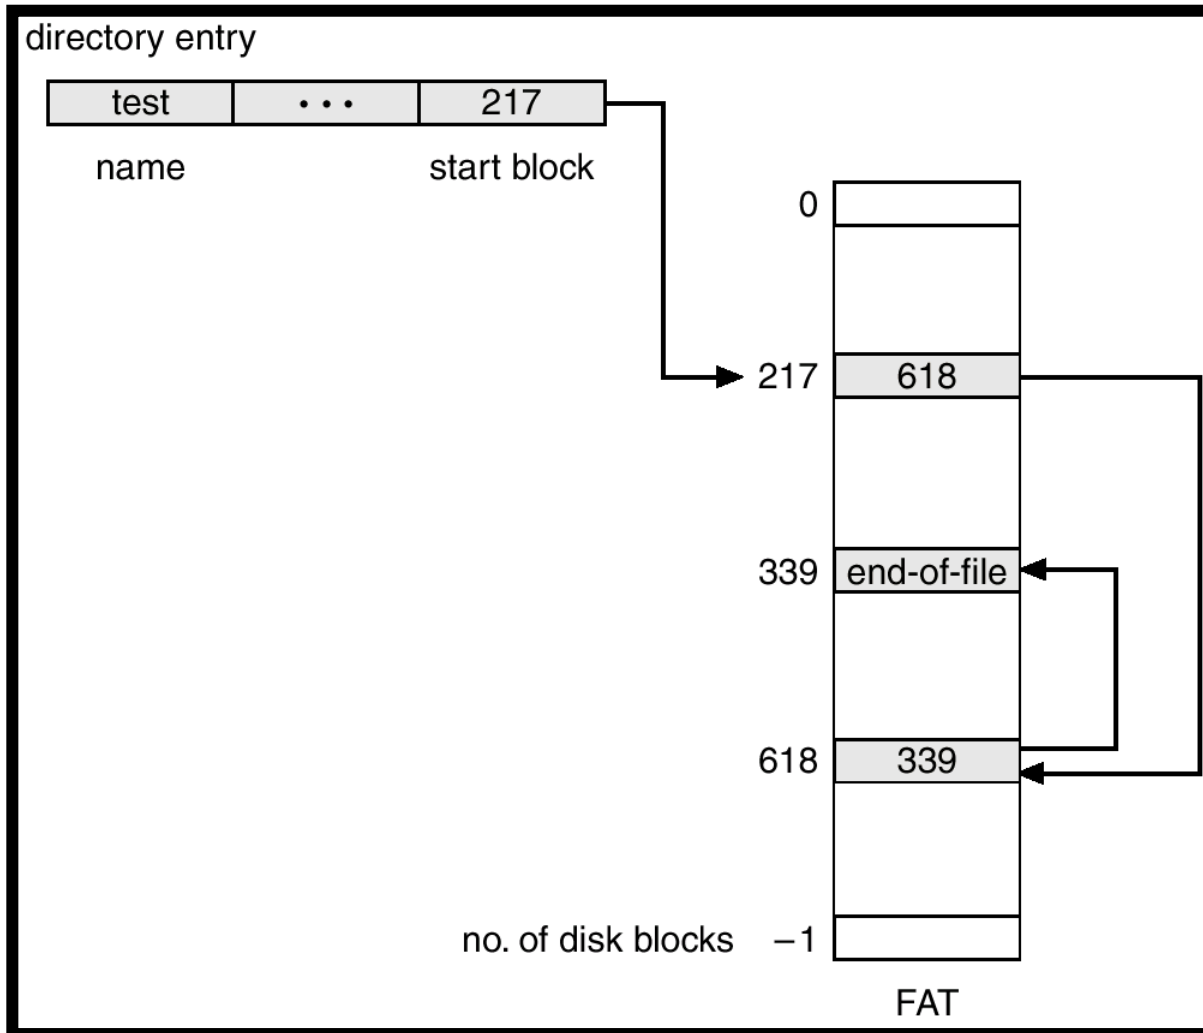 directory entry
test • • • 217
name start block
0
217 618
339 end-of-file
618 339
no. of disk blocks –1
FAT